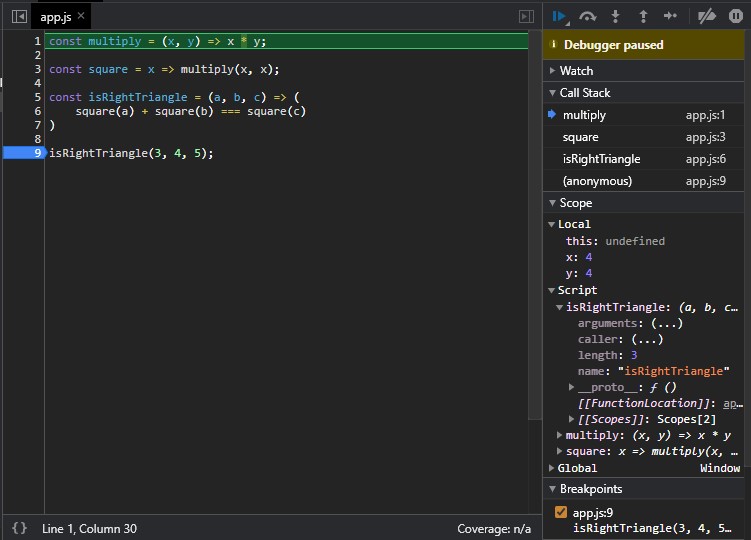 app.js ×
1 const multiply = (x, y) => x * y;
2
3 const square = x => multiply(x, x);
4
5 const isRightTriangle = (a, b, c) => (
6     square(a) + square(b) === square(c)
7 )
8
9 isRightTriangle(3, 4, 5);
{} Line 1, Column 30 Coverage: n/a
Debugger paused
Watch
Call Stack
multiply app.js:1
square app.js:3
isRightTriangle app.js:6
(anonymous) app.js:9
Scope
Local
this: undefined
x: 4
y: 4
Script
isRightTriangle: (a, b, c…
arguments: (...)
caller: (...)
length: 3
name: "isRightTriangle"
__proto__: ƒ ()
[[FunctionLocation]]: ap…
[[Scopes]]: Scopes[2]
multiply: (x, y) => x * y
square: x => multiply(x, …
Global Window
Breakpoints
app.js:9
isRightTriangle(3, 4, 5…